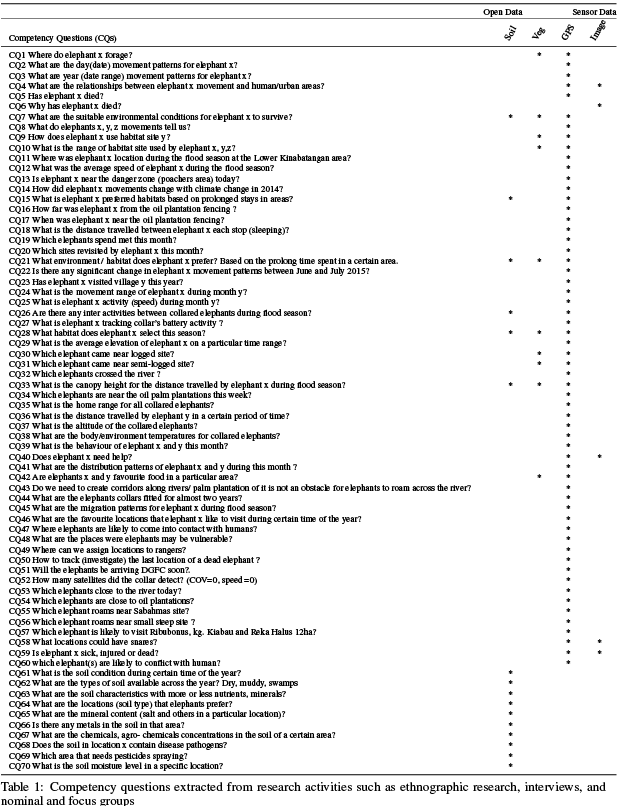 Open Data Sensor Data
Competency Questions (CQs) Soil Veg GPS Image
CQ1 Where do elephant x forage? * *
CQ2 What are the day(date) movement patterns for elephant x? *
CQ3 What are year (date range) movement patterns for elephant x? *
CQ4 What are the relationships between elephant x movement and human/urban areas? * *
CQ5 Has elephant x died? *
CQ6 Why has elephant x died? *
CQ7 What are the suitable environmental conditions for elephant x to survive? * * *
CQ8 What do elephants x, y, z movements tell us? *
CQ9 How does elephant x use habitat site y? * *
CQ10 What is the range of habitat site used by elephant x, y,z? * *
CQ11 Where was elephant x location during the flood season at the Lower Kinabatangan area? *
CQ12 What was the average speed of elephant x during the flood season? *
CQ13 Is elephant x near the danger zone (poachers area) today? *
CQ14 How did elephant x movements change with climate change in 2014? *
CQ15 What is elephant x preferred habitats based on prolonged stays in areas? * *
CQ16 How far was elephant x from the oil plantation fencing ? *
CQ17 When was elephant x near the oil plantation fencing? *
CQ18 What is the distance travelled between elephant x each stop (sleeping)? *
CQ19 Which elephants spend met this month? *
CQ20 Which sites revisited by elephant x this month? *
CQ21 What environment / habitat does elephant x prefer? Based on the prolong time spent in a certain area. * * *
CQ22 Is there any significant change in elephant x movement patterns between June and July 2015? *
CQ23 Has elephant x visited village y this year? *
CQ24 What is the movement range of elephant x during month y? *
CQ25 What is elephant x activity (speed) during month y? *
CQ26 Are there any inter activities between collared elephants during flood season? * *
CQ27 What is elephant x tracking collar's battery activity ? *
CQ28 What habitat does elephant x select this season? * * *
CQ29 What is the average elevation of elephant x on a particular time range? *
CQ30 Which elephant came near logged site? * *
CQ31 Which elephant came near semi-logged site? * *
CQ32 Which elephants crossed the river ? *
CQ33 What is the canopy height for the distance travelled by elephant x during flood season? * * *
CQ34 Which elephants are near the oil palm plantations this week? *
CQ35 What is the home range for all collared elephants? *
CQ36 What is the distance travelled by elephant y in a certain period of time? *
CQ37 What is the altitude of the collared elephants? *
CQ38 What are the body/environment temperatures for collared elephants? *
CQ39 What is the behaviour of elephant x and y this month? *
CQ40 Does elephant x need help? * *
CQ41 What are the distribution patterns of elephant x and y during this month ? *
CQ42 Are elephants x and y favourite food in a particular area? * *
CQ43 Do we need to create corridors along rivers/ palm plantation of it is not an obstacle for elephants to roam across the river? *
CQ44 What are the elephants collars fitted for almost two years? *
CQ45 What are the migration patterns for elephant x during flood season? *
CQ46 What are the favourite locations that elephant x like to visit during certain time of the year? *
CQ47 Where elephants are likely to come into contact with humans? *
CQ48 What are the places were elephants may be vulnerable? *
CQ49 Where can we assign locations to rangers? *
CQ50 How to track (investigate) the last location of a dead elephant ? *
CQ51 Will the elephants be arriving DGFC soon?. *
CQ52 How many satellites did the collar detect? (COV=0, speed =0) *
CQ53 Which elephants close to the river today? *
CQ54 Which elephants are close to oil plantations? *
CQ55 Which elephant roams near Sabahmas site? *
CQ56 Which elephant roams near small steep site ? *
CQ57 Which elephant is likely to visit Ribubonus, kg. Kiabau and Reka Halus 12ha? *
CQ58 What locations could have snares? * *
CQ59 Is elephant x sick, injured or dead? * *
CQ60 which elephant(s) are likely to conflict with human? *
CQ61 What is the soil condition during certain time of the year? *
CQ62 What are the types of soil available across the year? Dry, muddy, swamps *
CQ63 What are the soil characteristics with more or less nutrients, minerals? *
CQ64 What are the locations (soil type) that elephants prefer? *
CQ65 What are the mineral content (salt and others in a particular location)? *
CQ66 Is there any metals in the soil in that area? *
CQ67 What are the chemicals, agro- chemicals concentrations in the soil of a certain area? *
CQ68 Does the soil in location x contain disease pathogens? *
CQ69 Which area that needs pesticides spraying? *
CQ70 What is the soil moisture level in a specific location? *
Table 1: Competency questions extracted from research activities such as ethnographic research, interviews, and
nominal and focus groups